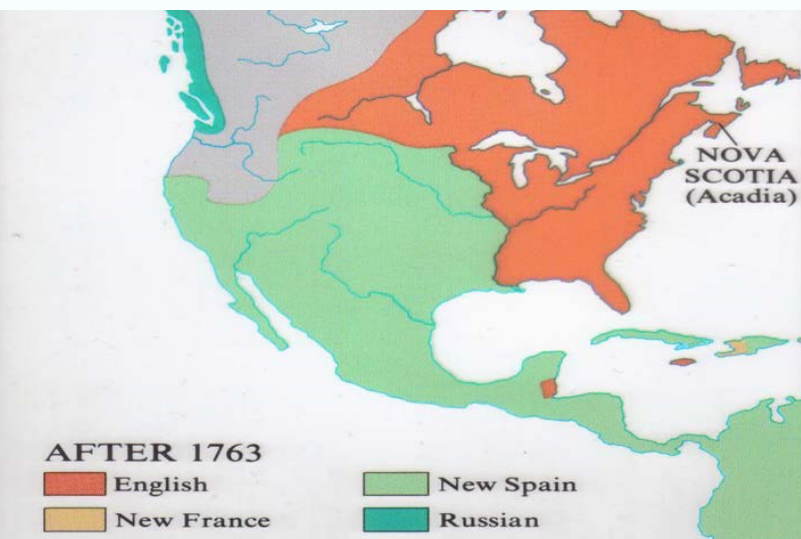 NOVA
SCOTIA
(Acadia)
AFTER 1763
English
New Spain
New France
Russian